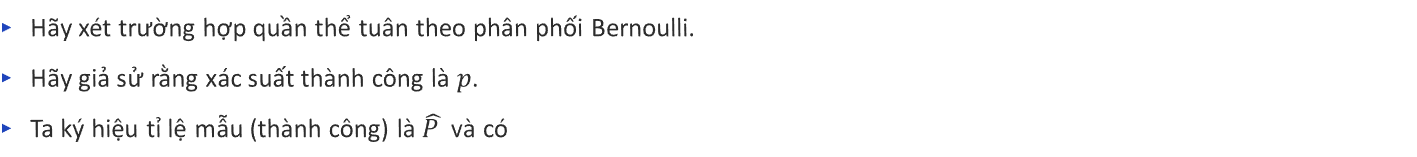 ▸ Hãy xét trường hợp quần thể tuân theo phân phối Bernoulli.
▸ Hãy giả sử rằng xác suất thành công là p.
▸ Ta ký hiệu tỉ lệ mẫu (thành công) là P̂ và có